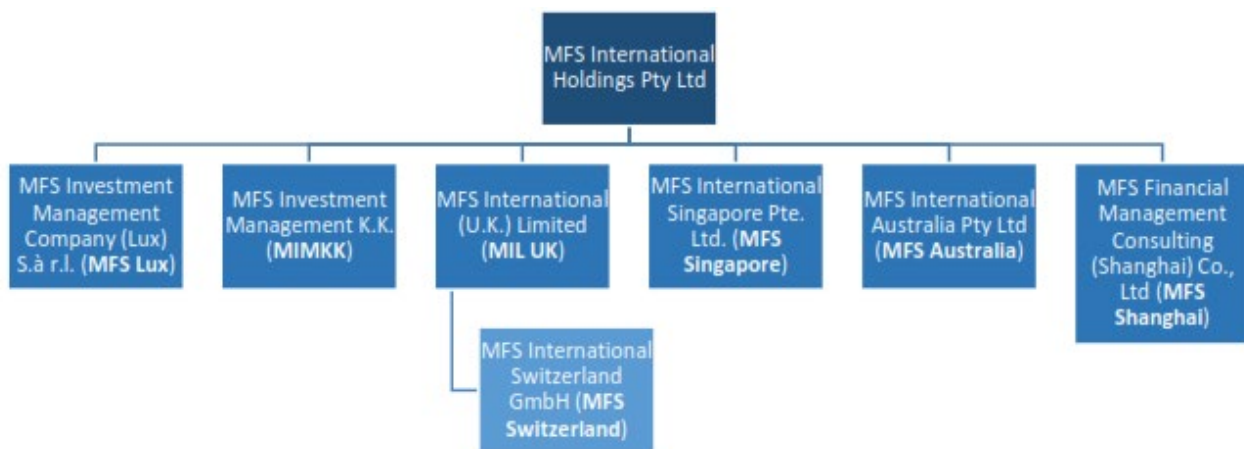 MFS International
Holdings Pty Ltd
MFS Investment
Management
Company (Lux)
S.à r.l. (MFS Lux)
MFS Investment
Management K.K.
(MIMKK)
MFS International
(U.K.) Limited
(MIL UK)
MFS International
Singapore Pte.
Ltd. (MFS
Singapore)
MFS International
Australia Pty Ltd
(MFS Australia)
MFS Financial
Management
Consulting
(Shanghai) Co.,
Ltd (MFS
Shanghai)
MFS International
Switzerland
GmbH (MFS
Switzerland)